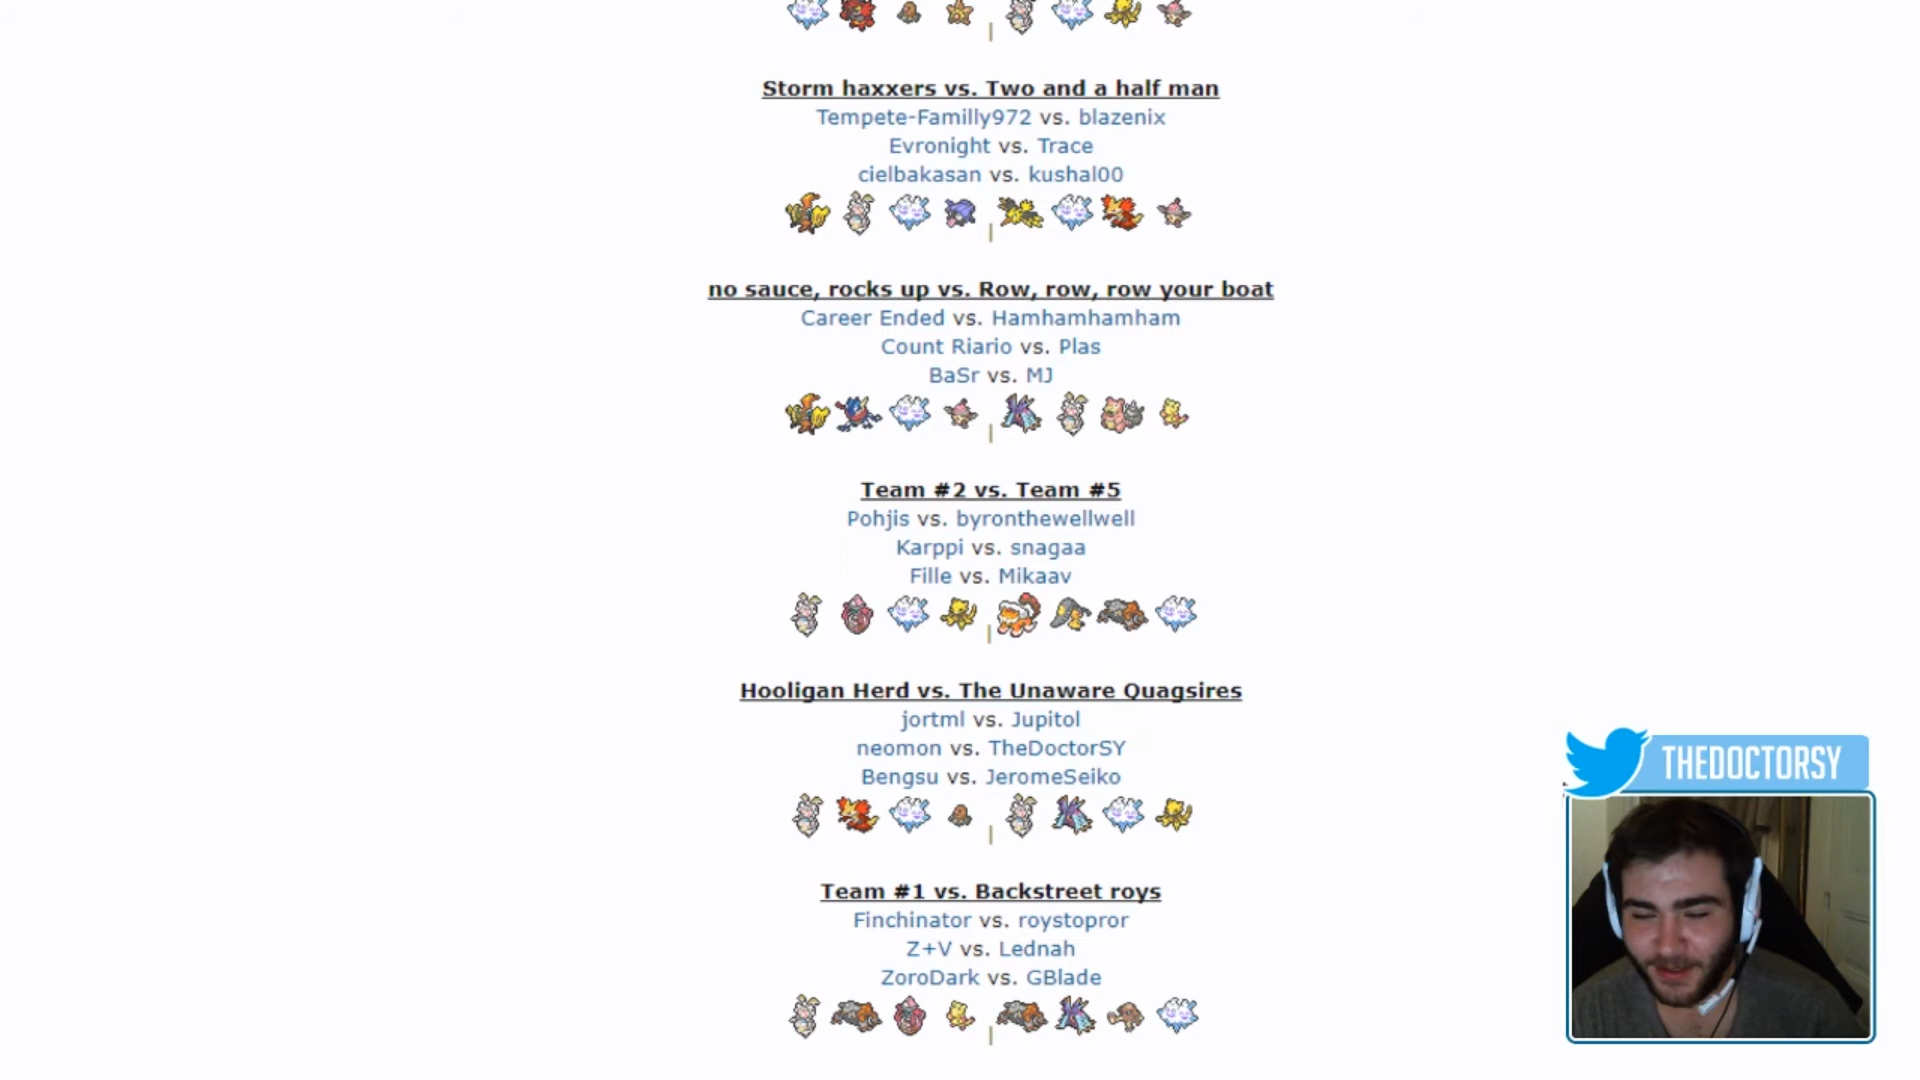 Storm haxxers vs. Two and a half man
Tempete-Familly972 vs. blazenix
Evronight vs. Trace
cielbakasan vs. kushal00
|
no sauce, rocks up vs. Row, row, row your boat
Career Ended vs. Hamhamhamham
Count Riario vs. Plas
BaSr vs. MJ
|
Team #2 vs. Team #5
Pohjis vs. byronthewellwell
Karppi vs. snagaa
Fille vs. Mikaav
|
Hooligan Herd vs. The Unaware Quagsires
jortml vs. Jupitol
neomon vs. TheDoctorSY
Bengsu vs. JeromeSeiko
|
Team #1 vs. Backstreet roys
Finchinator vs. roystopror
Z+V vs. Lednah
ZoroDark vs. GBlade
|
THEDOCTORSY